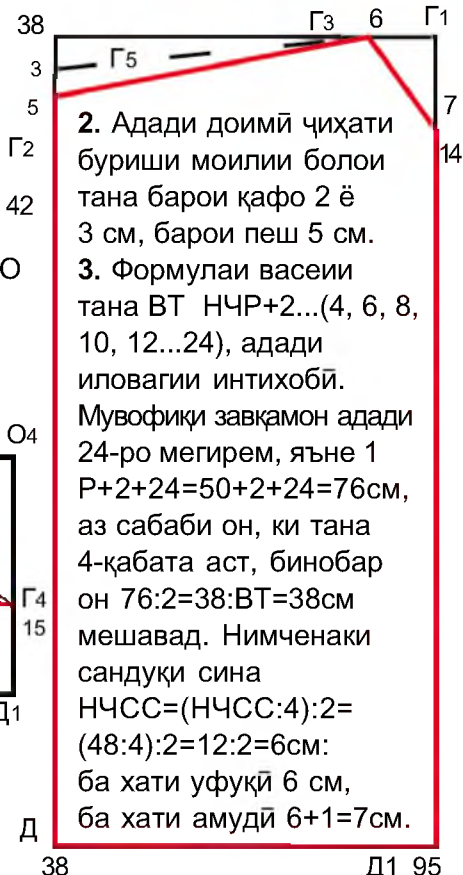 38 Г3 6 Г1
3 Г5
5 7
Г2 14
42
О
2. Адади доимӣ ҷиҳати
буриши моилии болои
тана барои қафо 2 ё
3 см, барои пеш 5 см.
3. Формулаи васеии
тана ВТ НЧР+2...(4, 6, 8,
10, 12...24), адади
иловагии интихобӣ.
Мувофиқи завқамон адади
24-ро мегирем, яъне 1
Р+2+24=50+2+24=76см,
аз сабаби он, ки тана
4-қабата аст, бинобар
он 76:2=38:ВТ=38см
мешавад. Нимченаки
сандуқи сина
НЧСС=(НЧСС:4):2=
(48:4):2=12:2=6см:
ба хати уфуқӣ 6 см,
ба хати амудӣ 6+1=7см.
О4
Г4
15
Д1
Д
38 Д1 95